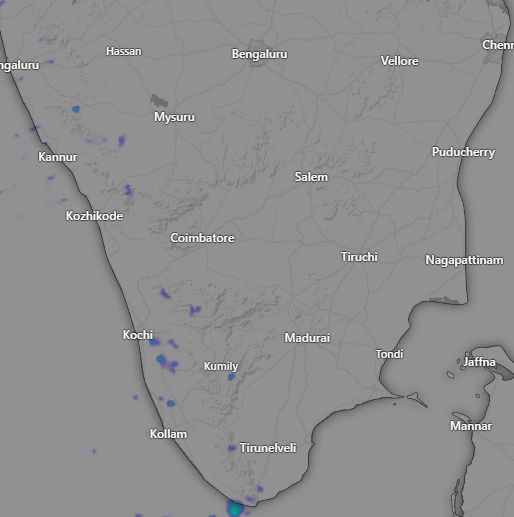 Hassan
Bengaluru
Chenn
ngaluru
Vellore
Mysuru
Kannur
Puducherry
Salem
Kozhikode
Coimbatore
Tiruchi
Nagapattinam
Kochi
Madurai
Tondi
Kumily
Jaffna
Mannar
Kollam
Tirunelveli